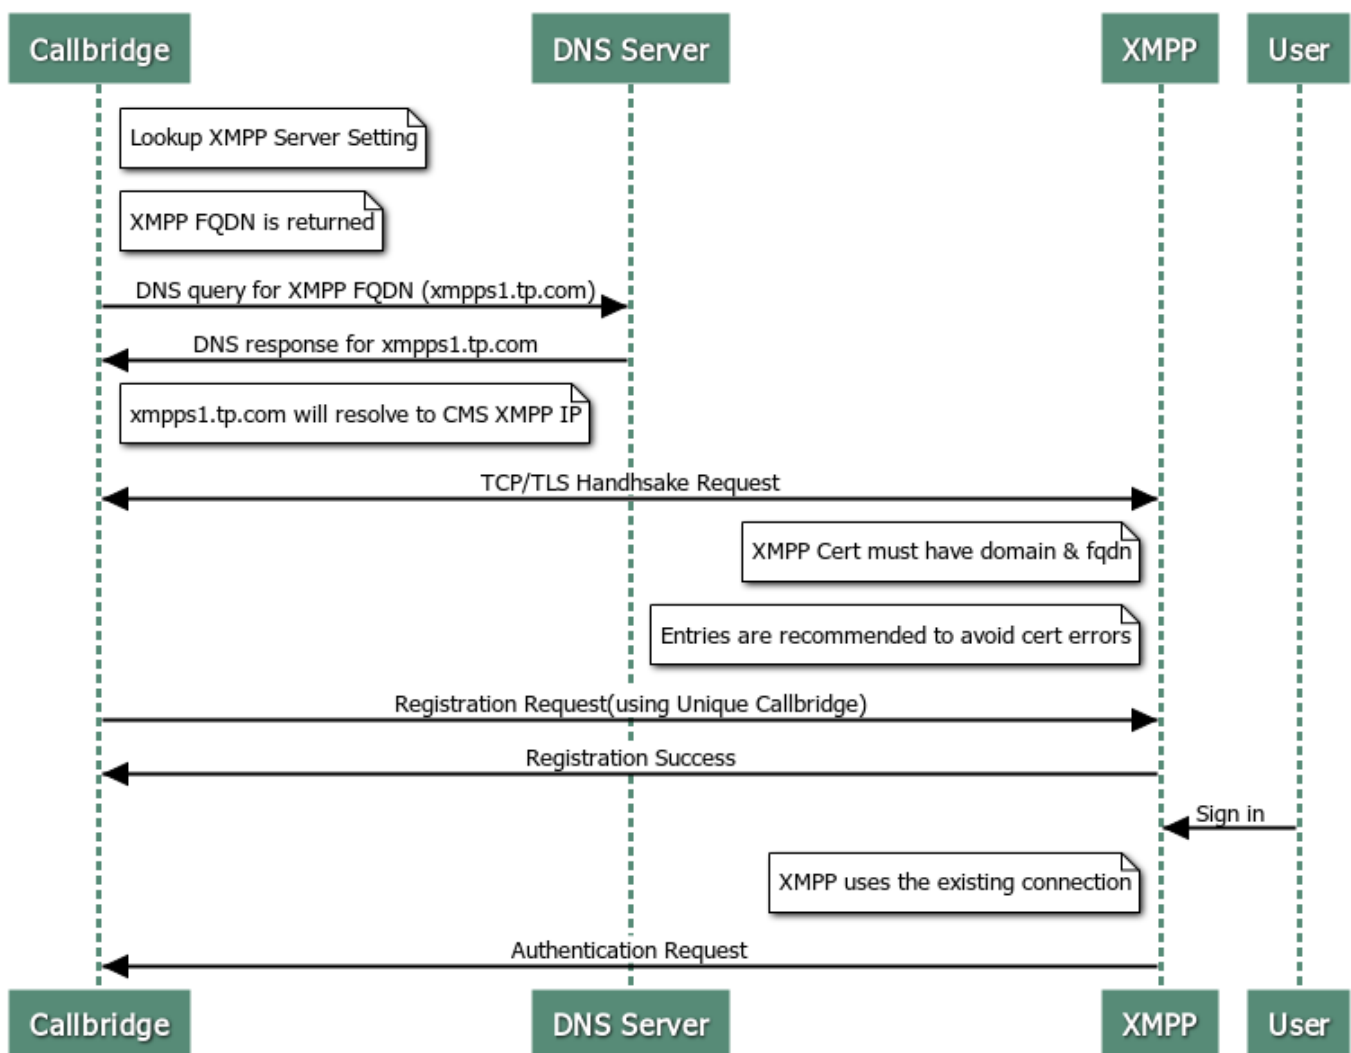 Callbridge DNS Server XMPP User
Lookup XMPP Server Setting
XMPP FQDN is returned
DNS query for XMPP FQDN (xmpps1.tp.com)
DNS response for xmpps1.tp.com
xmpps1.tp.com will resolve to CMS XMPP IP
TCP/TLS Handhsake Request
XMPP Cert must have domain & fqdn
Entries are recommended to avoid cert errors
Registration Request(using Unique Callbridge)
Registration Success
Sign in
XMPP uses the existing connection
Authentication Request
Callbridge DNS Server XMPP User